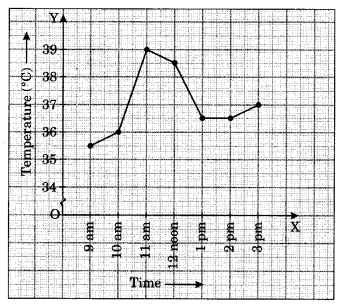 Y
Temperature (°C)
39
38
37
36
35
34
O
X
9 am
10 am
11 am
12 noon
1 pm
2 pm
3 pm
Time